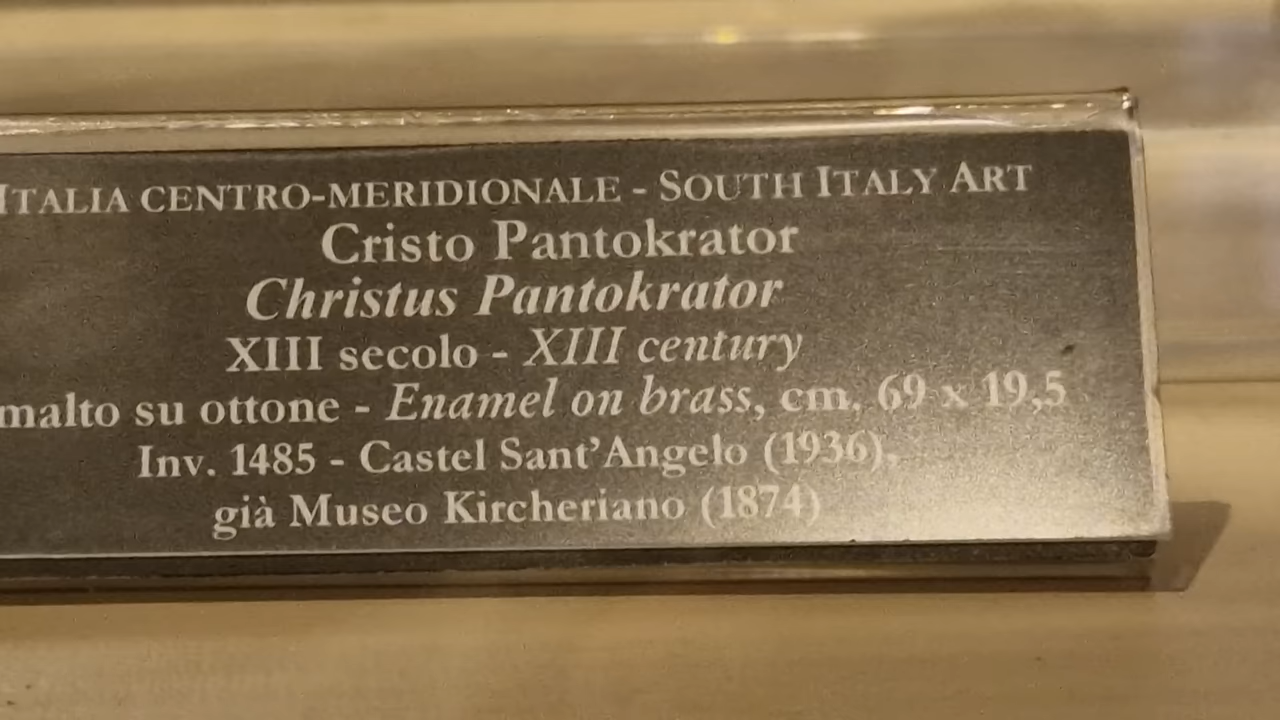 ITALIA CENTRO-MERIDIONALE - SOUTH ITALY ART
Cristo Pantokrator
Christus Pantokrator
XIII secolo - XIII century
malto su ottone - Enamel on brass, cm. 69 x 19,5
Inv. 1485 - Castel Sant'Angelo (1936),
già Museo Kircheriano (1874)